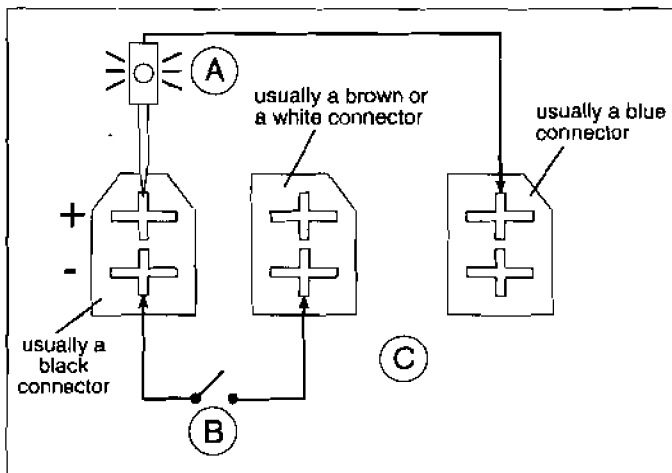 A
usually a brown or
a white connector
usually a blue
connector
+
-
usually a
black
connector
B
C